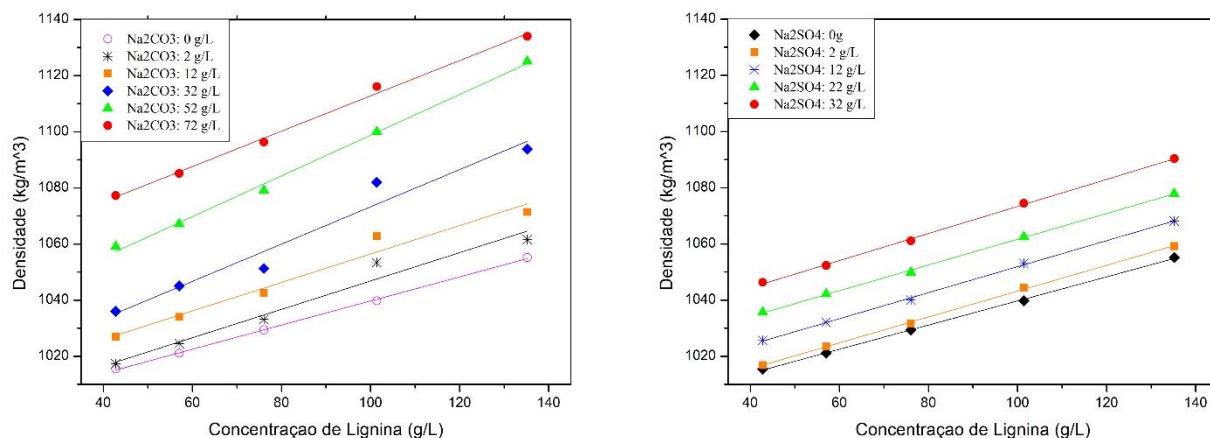 Na2CO3: 0 g/L
Na2CO3: 2 g/L
Na2CO3: 12 g/L
Na2CO3: 32 g/L
Na2CO3: 52 g/L
Na2CO3: 72 g/L
Densidade (kg/m^3)
1140
1120
1100
1080
1060
1040
1020
40 60 80 100 120 140
Concentraçao de Lignina (g/L)
Na2SO4: 0g
Na2SO4: 2 g/L
Na2SO4: 12 g/L
Na2SO4: 22 g/L
Na2SO4: 32 g/L
Densidade (kg/m^3)
1140
1120
1100
1080
1060
1040
1020
40 60 80 100 120 140
Concentraçao de Lignina (g/L)